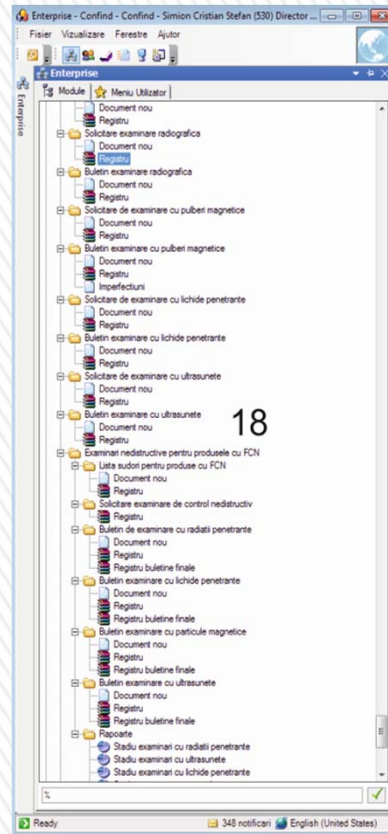 Enterprise - Confind - Confind - Simion Cristian Stefan (530) Director ...
Fisier Vizualizare Ferestre Ajutor
Enterprise
Enterprise
Module Meniu Utilizator
Document nou
Registru
Solicitare examinare radiografica
Document nou
Registru
Buletin examinare radiografica
Document nou
Registru
Solicitare de examinare cu pulberi magnetice
Document nou
Registru
Buletin examinare cu pulberi magnetice
Document nou
Registru
Imperfectiuni
Solicitare de examinare cu lichide penetrante
Document nou
Registru
Buletin examinare cu lichide penetrante
Document nou
Registru
Solicitare de examinare cu ultrasunete
Document nou
Registru
Buletin examinare cu ultrasunete
18
Document nou
Registru
Examinari nedistructive pentru produsele cu FCN
Lista sudori pentru produse cu FCN
Document nou
Registru
Solicitare examinare de control nedistructiv
Registru
Buletin de examinare cu radiatii penetrante
Document nou
Registru
Registru buletine finale
Buletin examinare cu lichide penetrante
Document nou
Registru
Registru buletine finale
Buletin examinare cu particule magnetice
Document nou
Registru
Registru buletine finale
Buletin examinare cu ultrasunete
Document nou
Registru
Registru buletine finale
Rapoarte
Stadiu examinari cu radiatii penetrante
Stadiu examinari cu ultrasunete
Stadiu examinari cu lichide penetrante
%
Ready 348 notificari English (United States)